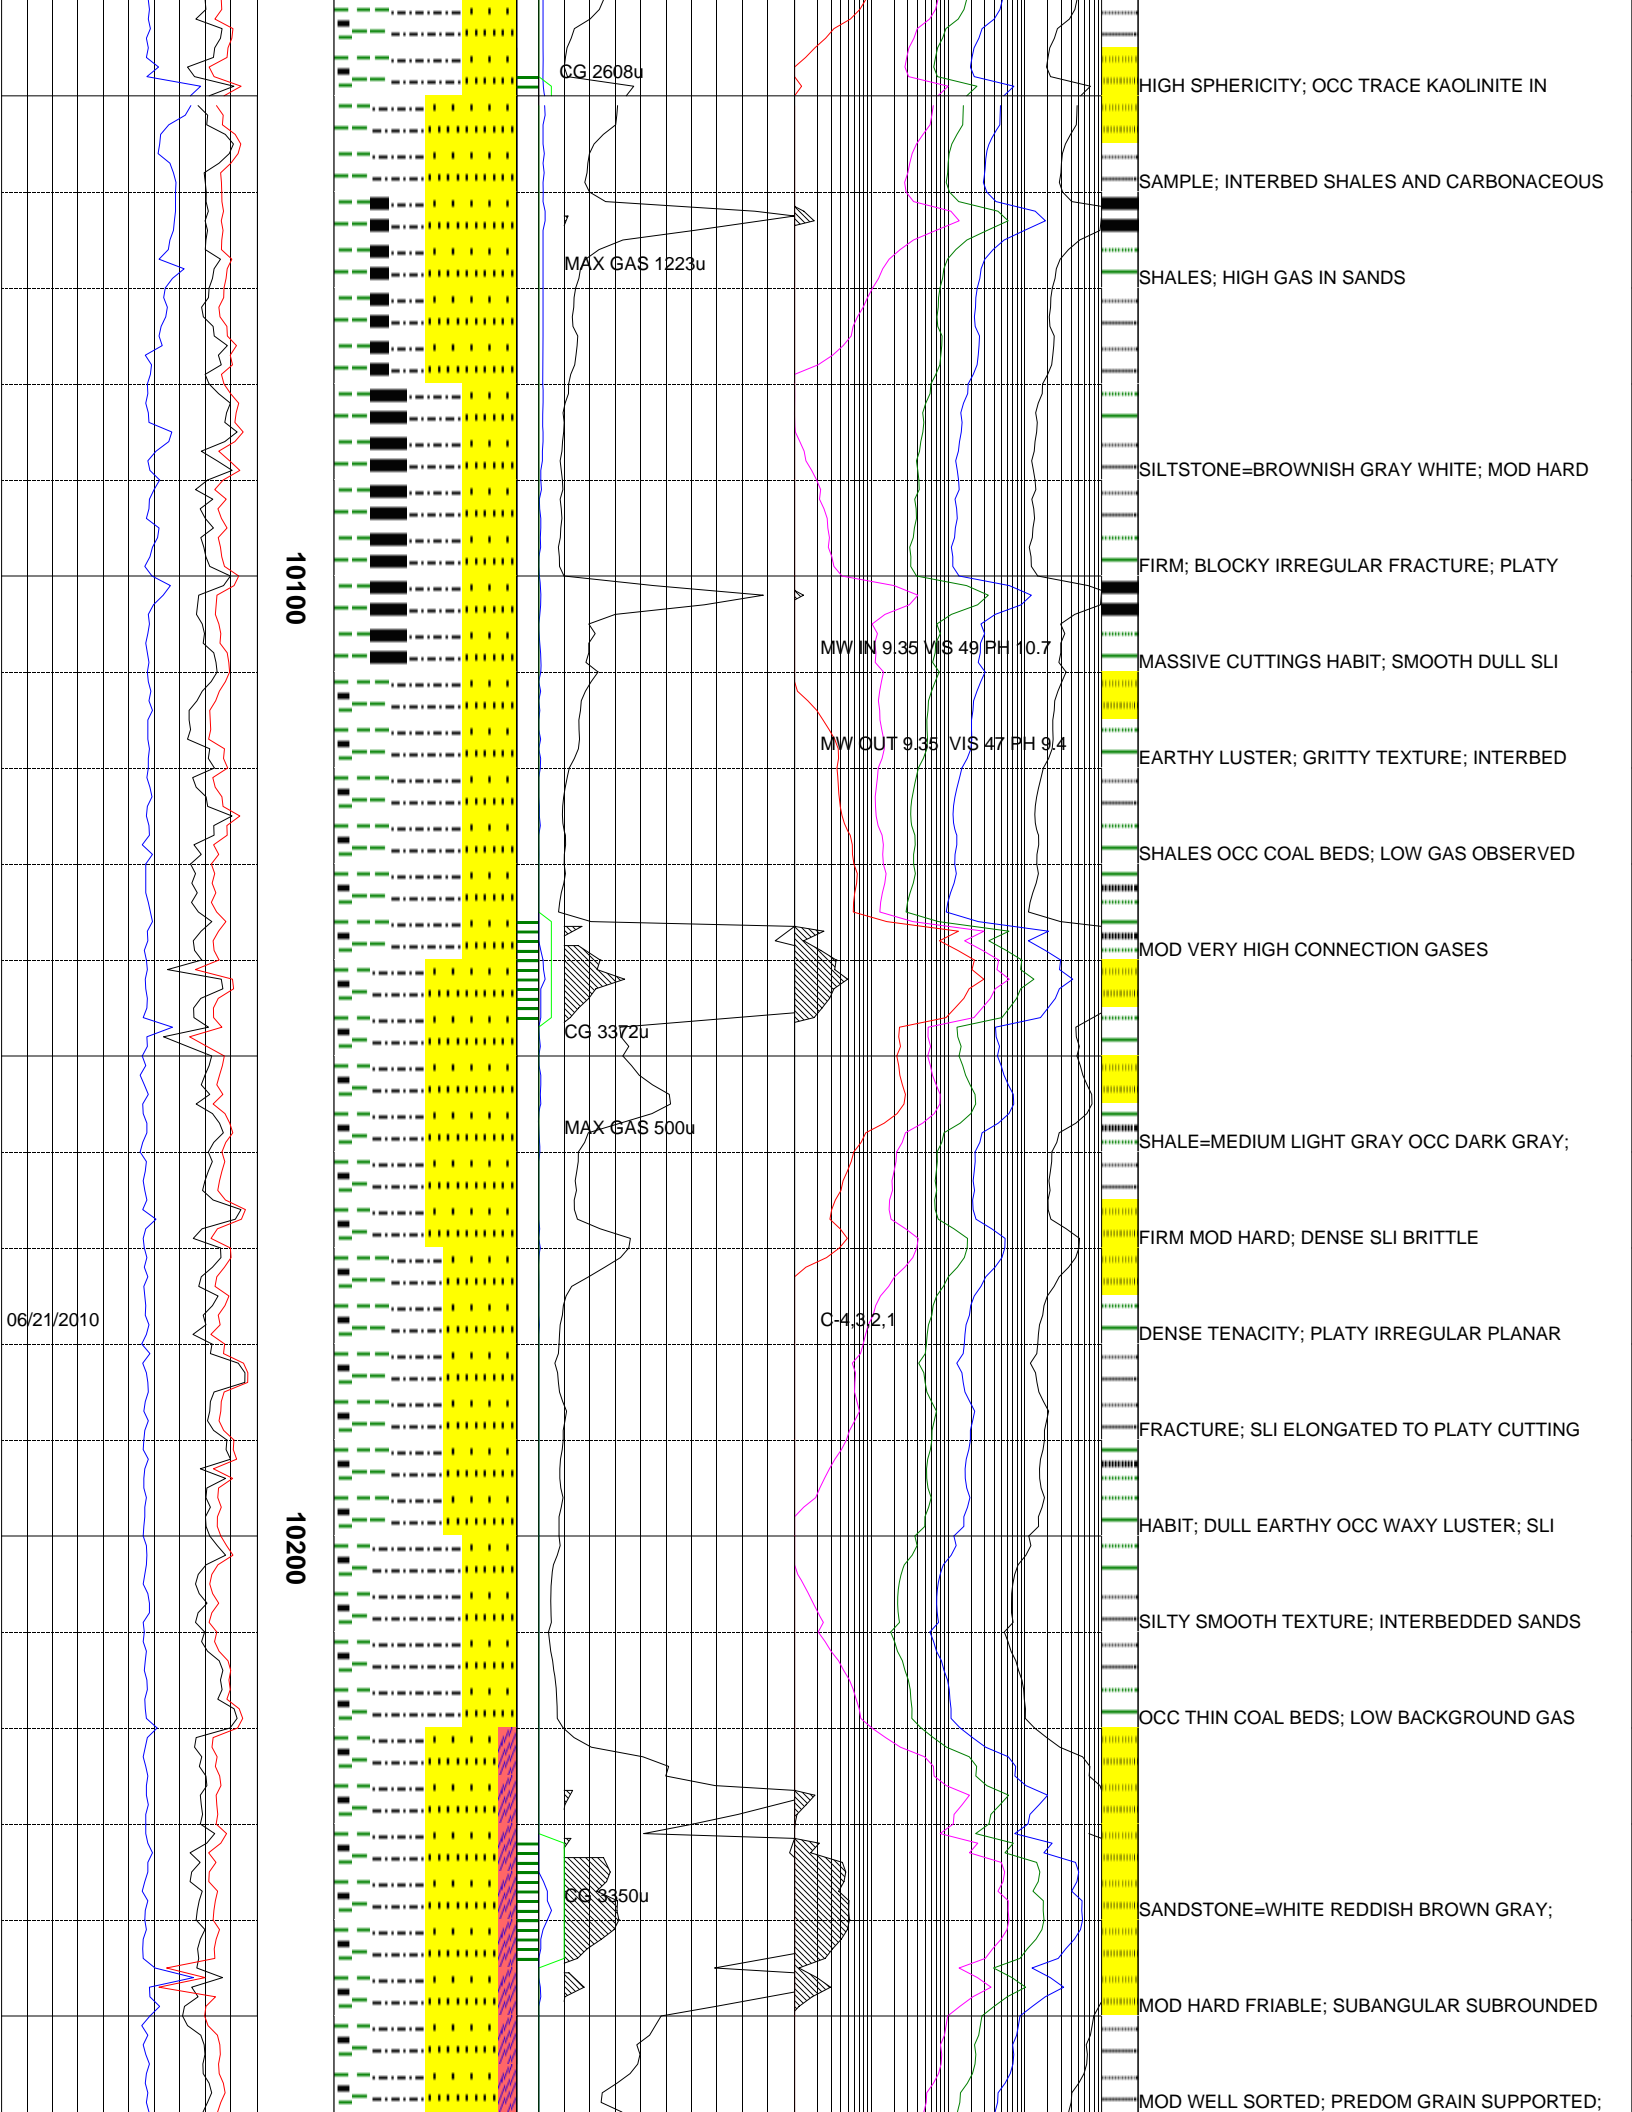 CG 2608u
HIGH SPHERICITY; OCC TRACE KAOLINITE IN
SAMPLE; INTERBED SHALES AND CARBONACEOUS
MAX GAS 1223u
SHALES; HIGH GAS IN SANDS
SILTSTONE=BROWNISH GRAY WHITE; MOD HARD
10100
FIRM; BLOCKY IRREGULAR FRACTURE; PLATY
MW IN 9.35 VIS 49 PH 10.7
MASSIVE CUTTINGS HABIT; SMOOTH DULL SLI
MW OUT 9.35 VIS 47 PH 9.4
EARTHY LUSTER; GRITTY TEXTURE; INTERBED
SHALES OCC COAL BEDS; LOW GAS OBSERVED
MOD VERY HIGH CONNECTION GASES
CG 3372u
MAX GAS 500u
SHALE=MEDIUM LIGHT GRAY OCC DARK GRAY;
FIRM MOD HARD; DENSE SLI BRITTLE
06/21/2010
C-4,3,2,1
DENSE TENACITY; PLATY IRREGULAR PLANAR
FRACTURE; SLI ELONGATED TO PLATY CUTTING
10200
HABIT; DULL EARTHY OCC WAXY LUSTER; SLI
SILTY SMOOTH TEXTURE; INTERBEDDED SANDS
OCC THIN COAL BEDS; LOW BACKGROUND GAS
CG 3350u
SANDSTONE=WHITE REDDISH BROWN GRAY;
MOD HARD FRIABLE; SUBANGULAR SUBROUNDED
MOD WELL SORTED; PREDOM GRAIN SUPPORTED;